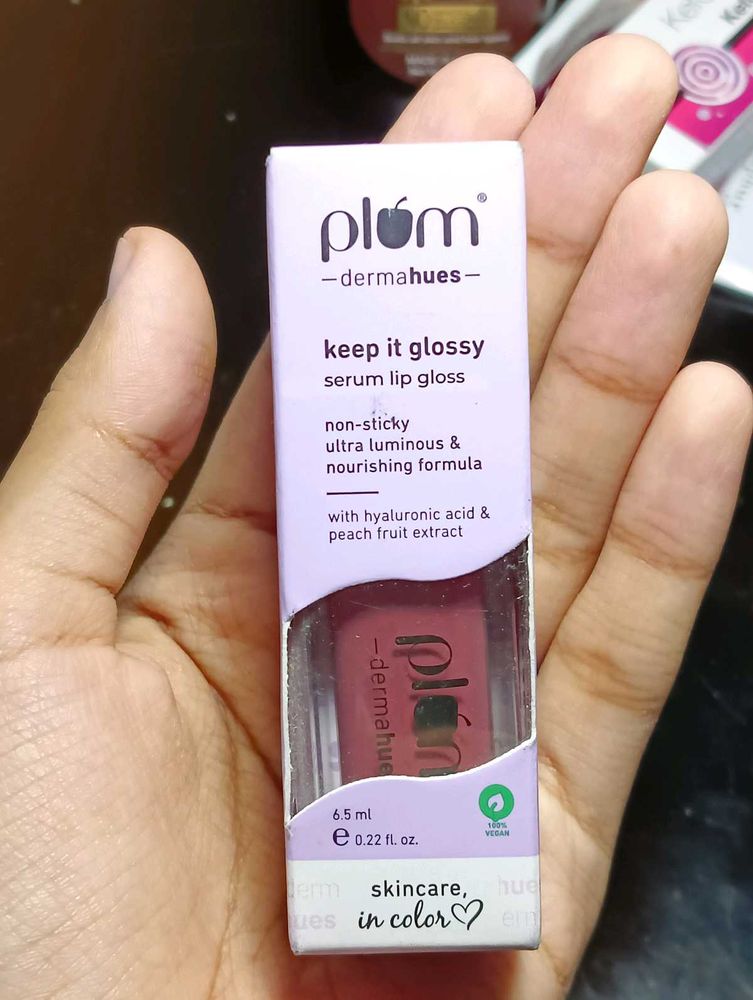 plum®
dermahues
keep it glossy
serum lip gloss
non-sticky
ultra luminous &
nourishing formula
with hyaluronic acid &
peach fruit extract
plum
6.5 ml
e 0.22 fl. oz.
100%
VEGAN
skincare,
in color